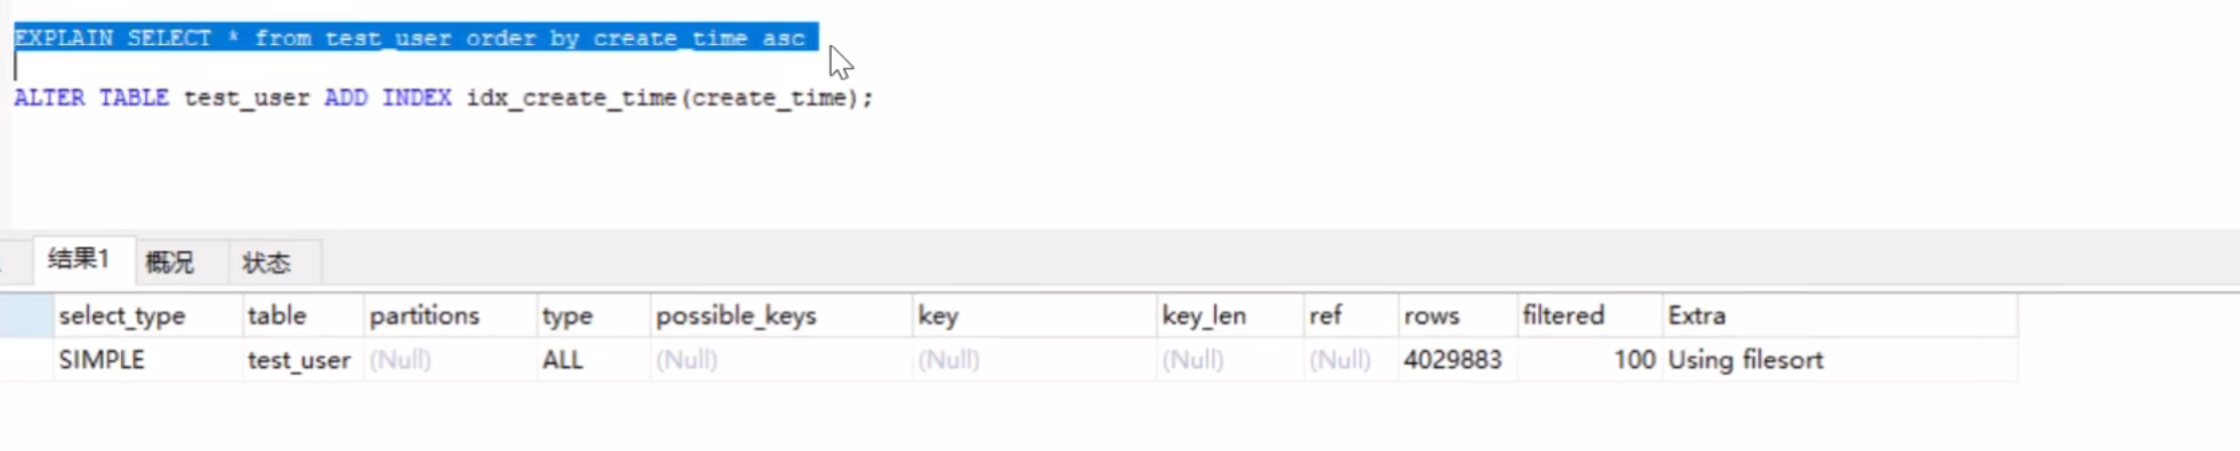 EXPLAIN SELECT * from test_user order by create_time asc
ALTER TABLE test_user ADD INDEX idx_create_time(create_time);
结果1 概况 状态
select_type table partitions type possible_keys key key_len ref rows filtered Extra
SIMPLE test_user (Null) ALL (Null) (Null) (Null) (Null) 4029883 100 Using filesort